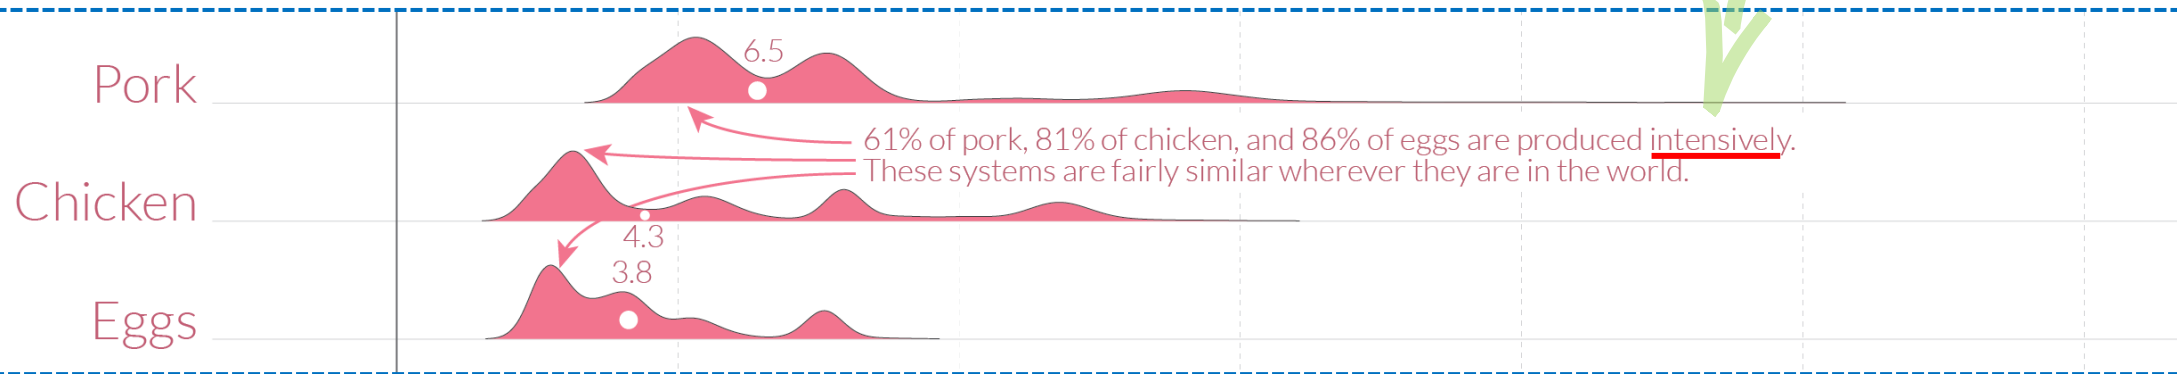 6.5
Pork
61% of pork, 81% of chicken, and 86% of eggs are produced intensively.
These systems are fairly similar wherever they are in the world.
Chicken
4.3
3.8
Eggs